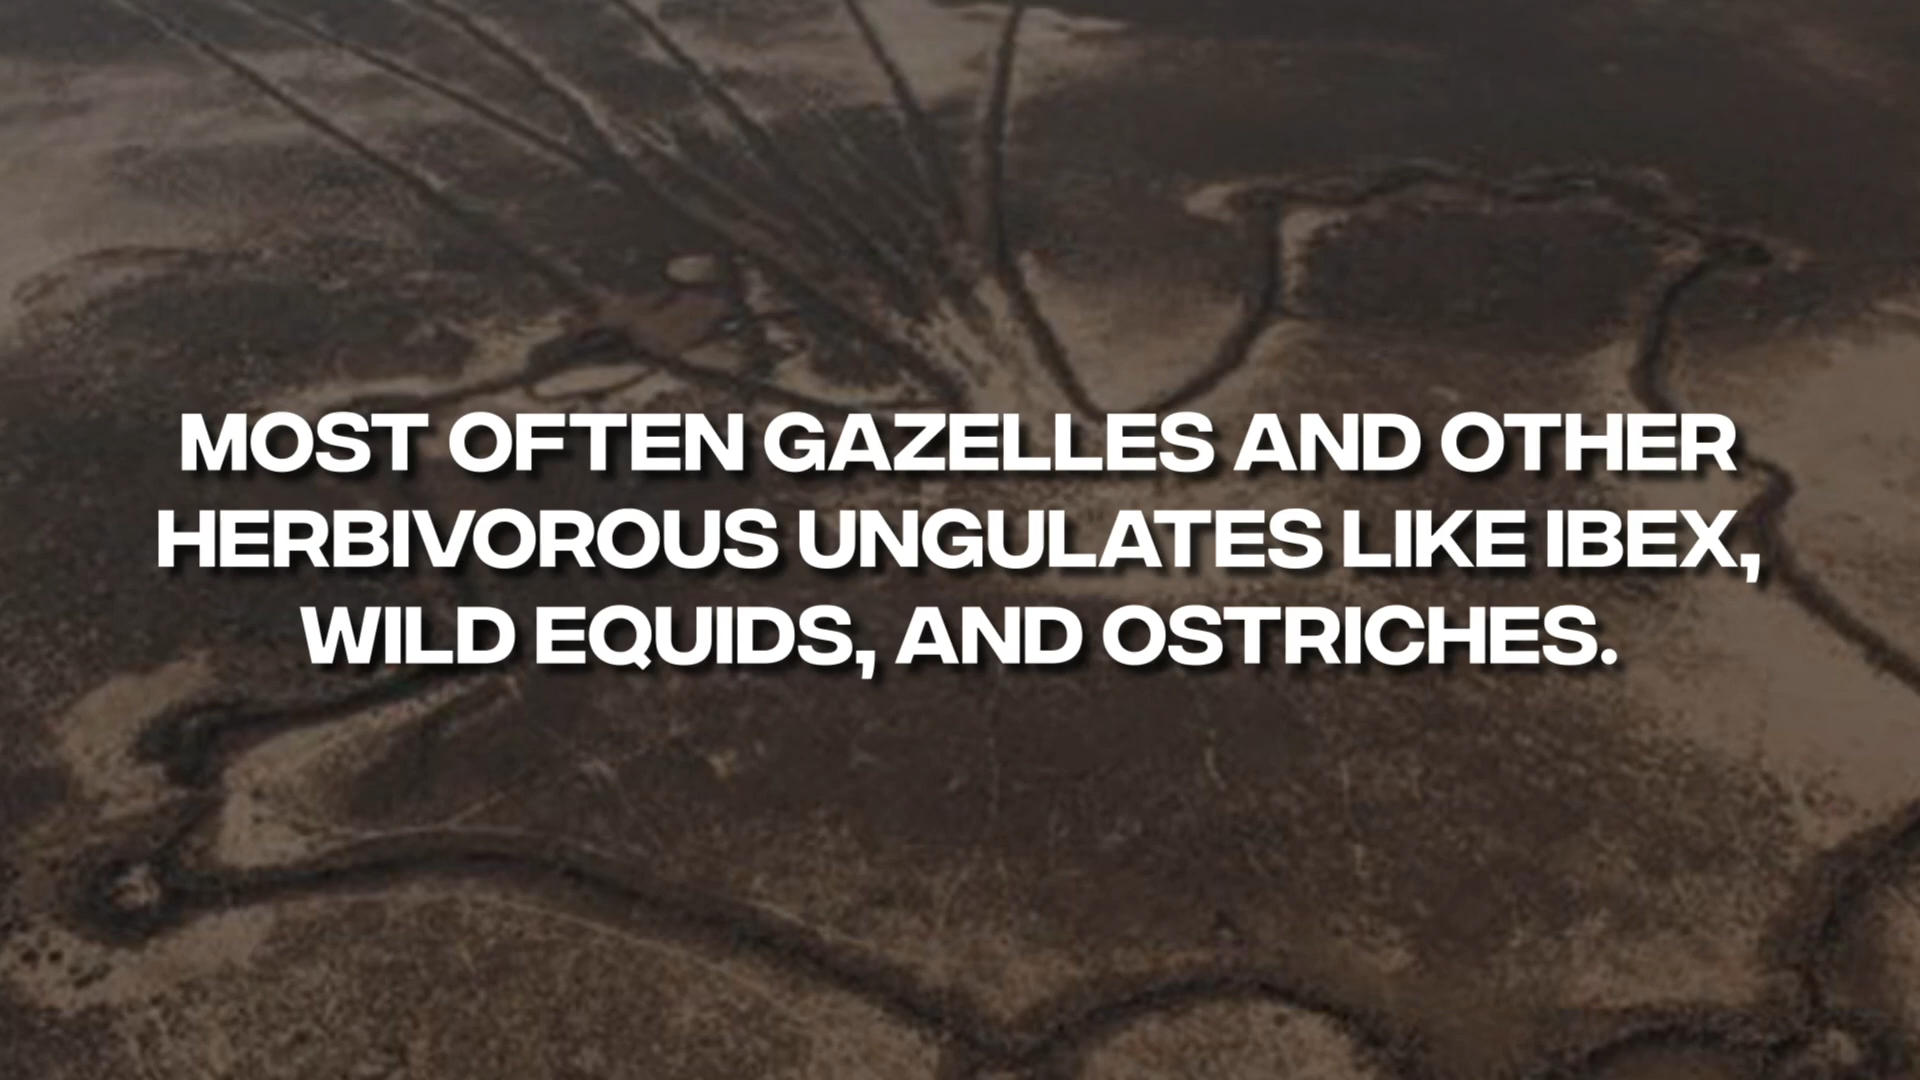 MOST OFTEN GAZELLES AND OTHER
HERBIVOROUS UNGULATES LIKE IBEX,
WILD EQUIDS, AND OSTRICHES.